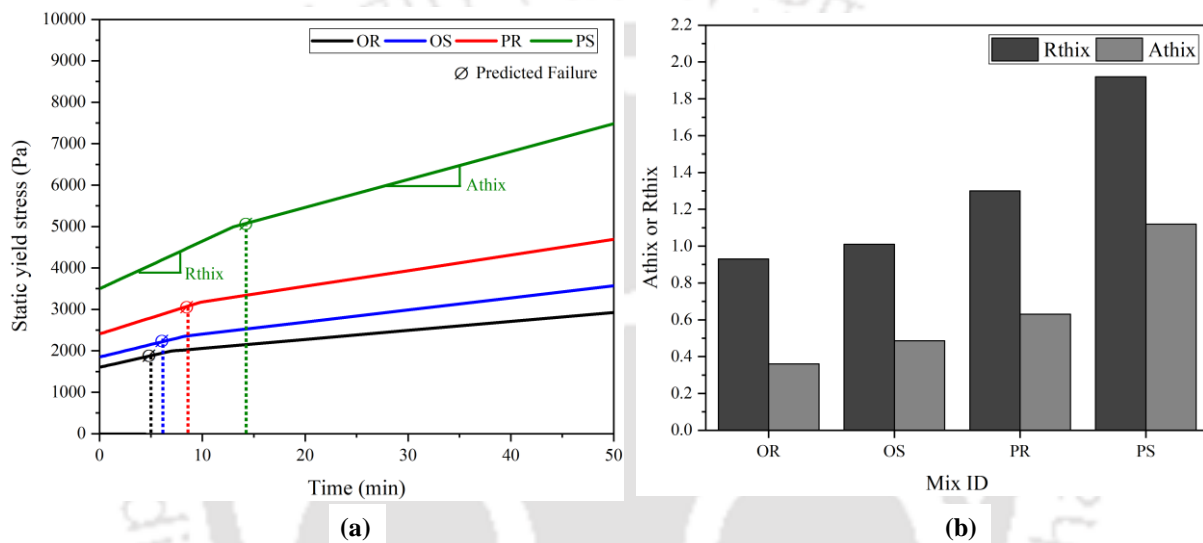 10000
9000
8000
7000
6000
5000
4000
3000
2000
1000
0
Static yield stress (Pa)
OR OS PR PS
Ø Predicted Failure
Rthix
Athix
0 10 20 30 40 50
Time (min)
(a)
2.2
2.0
1.8
1.6
1.4
1.2
1.0
0.8
0.6
0.4
0.2
0.0
Athix or Rthix
Rthix Athix
OR OS PR PS
Mix ID
(b)